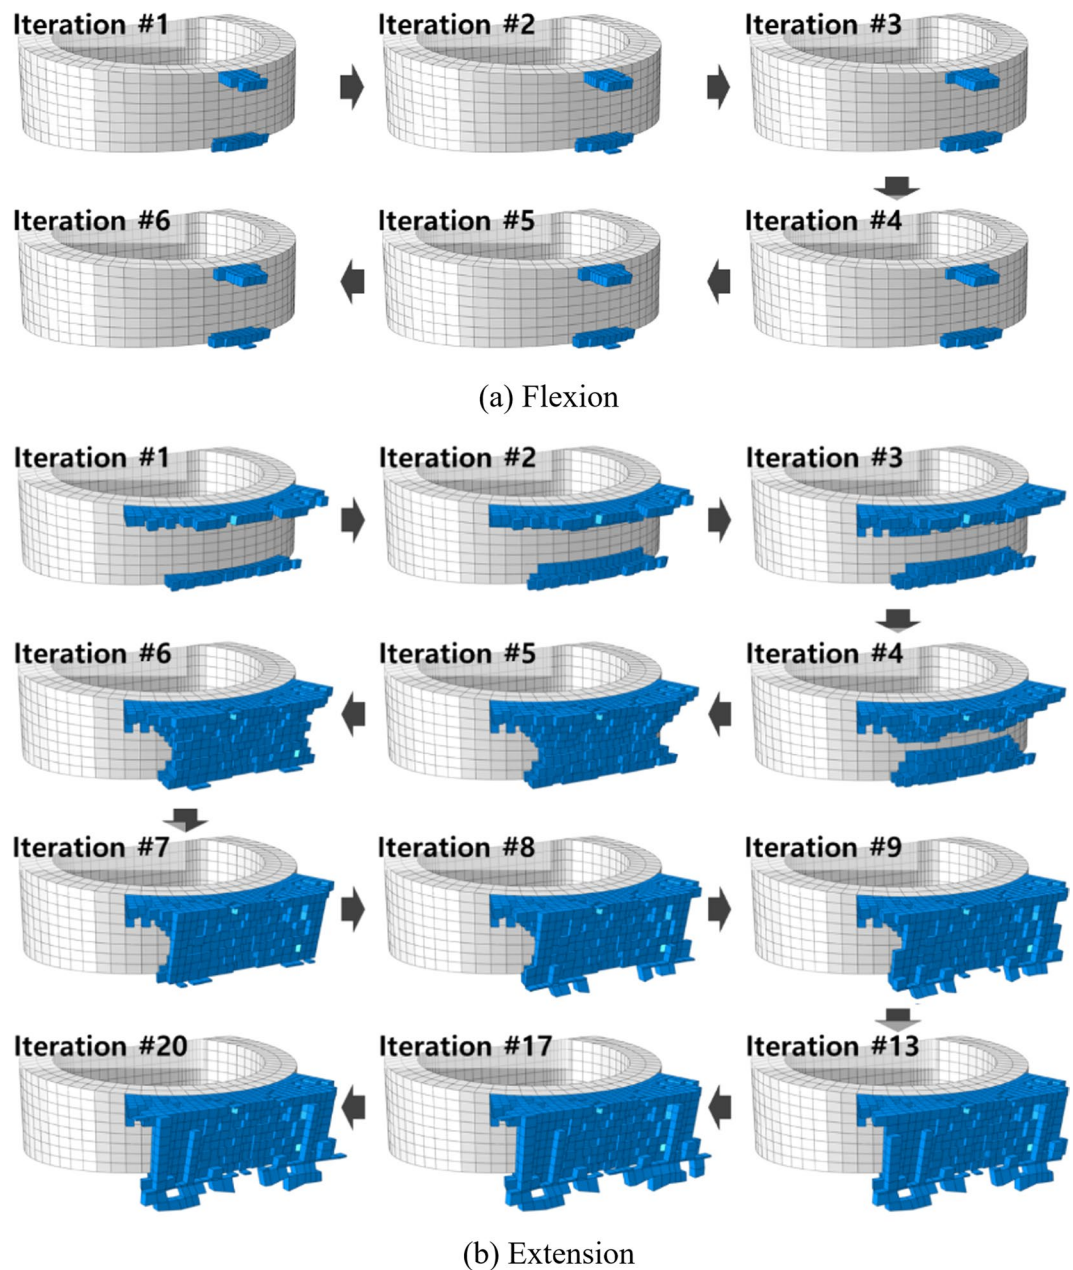 Iteration #1
Iteration #2
Iteration #3
Iteration #6
Iteration #5
Iteration #4
(a) Flexion
Iteration #1
Iteration #2
Iteration #3
Iteration #6
Iteration #5
Iteration #4
Iteration #7
Iteration #8
Iteration #9
Iteration #20
Iteration #17
Iteration #13
(b) Extension